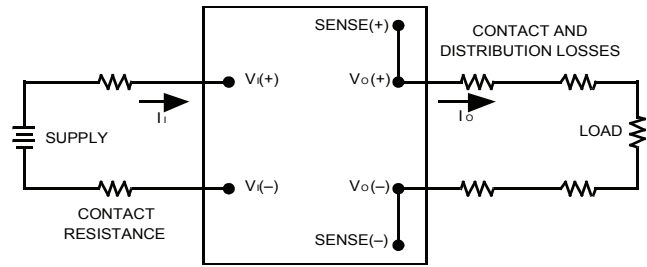 SENSE(+)
CONTACT AND
DISTRIBUTION LOSSES
VI(+)
VO(+)
II
IO
SUPPLY
LOAD
VI(–)
VO(–)
CONTACT
RESISTANCE
SENSE(–)